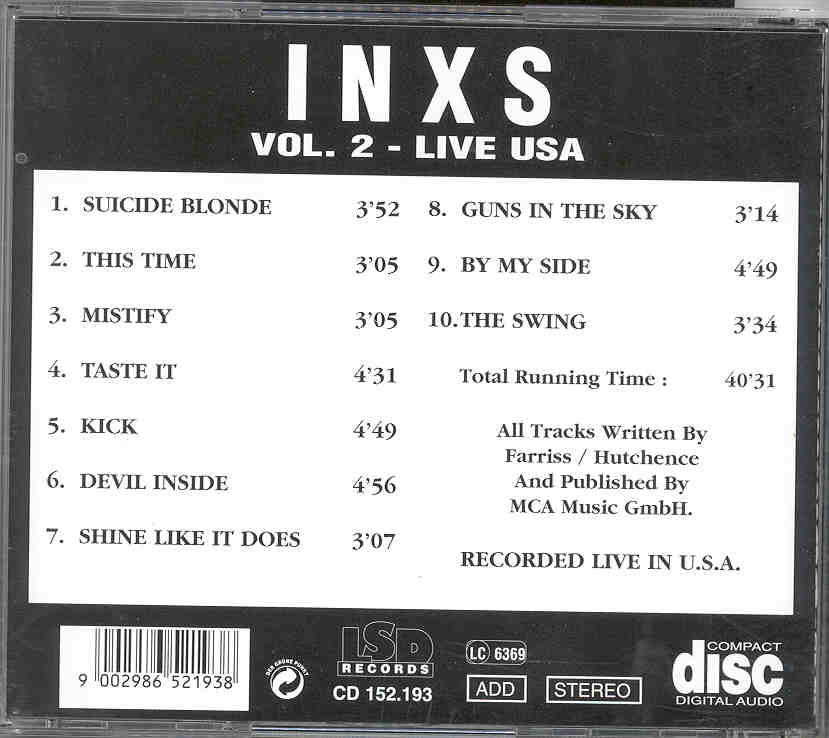 INXS
VOL. 2 - LIVE USA
1. SUICIDE BLONDE 3'52
2. THIS TIME 3'05
3. MISTIFY 3'05
4. TASTE IT 4'31
5. KICK 4'49
6. DEVIL INSIDE 4'56
7. SHINE LIKE IT DOES 3'07
8. GUNS IN THE SKY 3'14
9. BY MY SIDE 4'49
10. THE SWING 3'34
Total Running Time : 40'31
All Tracks Written By
Farriss / Hutchence
And Published By
MCA Music GmbH.
RECORDED LIVE IN U.S.A.
9 002986 521938
DER GRÜNE PUNKT
LSD
RECORDS
CD 152.193
LC 6369
ADD
STEREO
COMPACT
disc
DIGITAL AUDIO